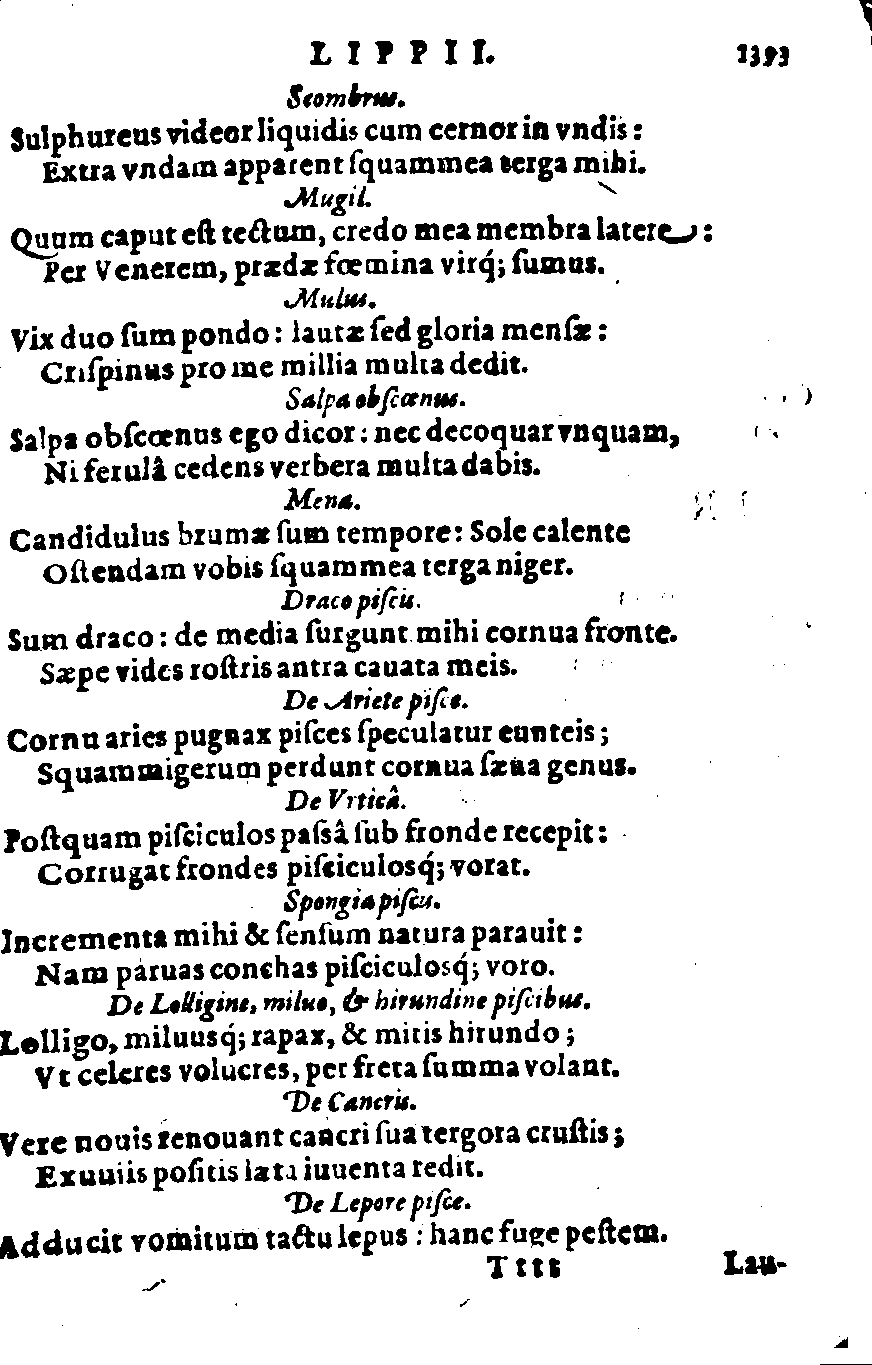 LIPPII. 1393
Scombrus.
Sulphureus videor liquidis cum cernor in vndis:
Extra vndam apparent ſquammea terga mihi.
Mugil.
Quum caput eſt tectum, credo mea membra latere:
Per Venerem, prædæ fœmina virq́; ſumus.
Mulus.
Vix duo ſum pondo: lautæ ſed gloria menſæ:
Criſpinus pro me millia multa dedit.
Salpa obſcœnus.
Salpa obſcœnus ego dicor: nec decoquar vnquam,
Ni ferulâ cedens verbera multa dabis.
Mena.
Candidulus brumæ ſum tempore: Sole calente
Oſtendam vobis ſquammea terga niger.
Draco piſcis.
Sum draco: de media ſurgunt mihi cornua fronte.
Sæpe vides roſtris antra cauata meis.
De Ariete piſce.
Cornu aries pugnax piſces ſpeculatur eunteis;
Squammigerum perdunt cornua ſæua genus.
De Vrticâ.
Poſtquam piſciculos paſsâ ſub fronde recepit:
Corrugat frondes piſciculosq́; vorat.
Spongia piſcis.
Incrementa mihi & ſenſum natura parauit:
Nam paruas conchas piſciculosq́; voro.
De Lolligine, miluo, & hirundine piſcibus.
Lolligo, miluusq́; rapax, & mitis hirundo;
Vt celeres volucres, per freta ſumma volant.
De Cancris.
Vere nouis renouant cancri ſua tergora cruſtis;
Exuuiis poſitis læta iuuenta redit.
De Lepore piſce.
Adducit vomitum tactu lepus: hanc fuge peſtem.
Tttt Lau-